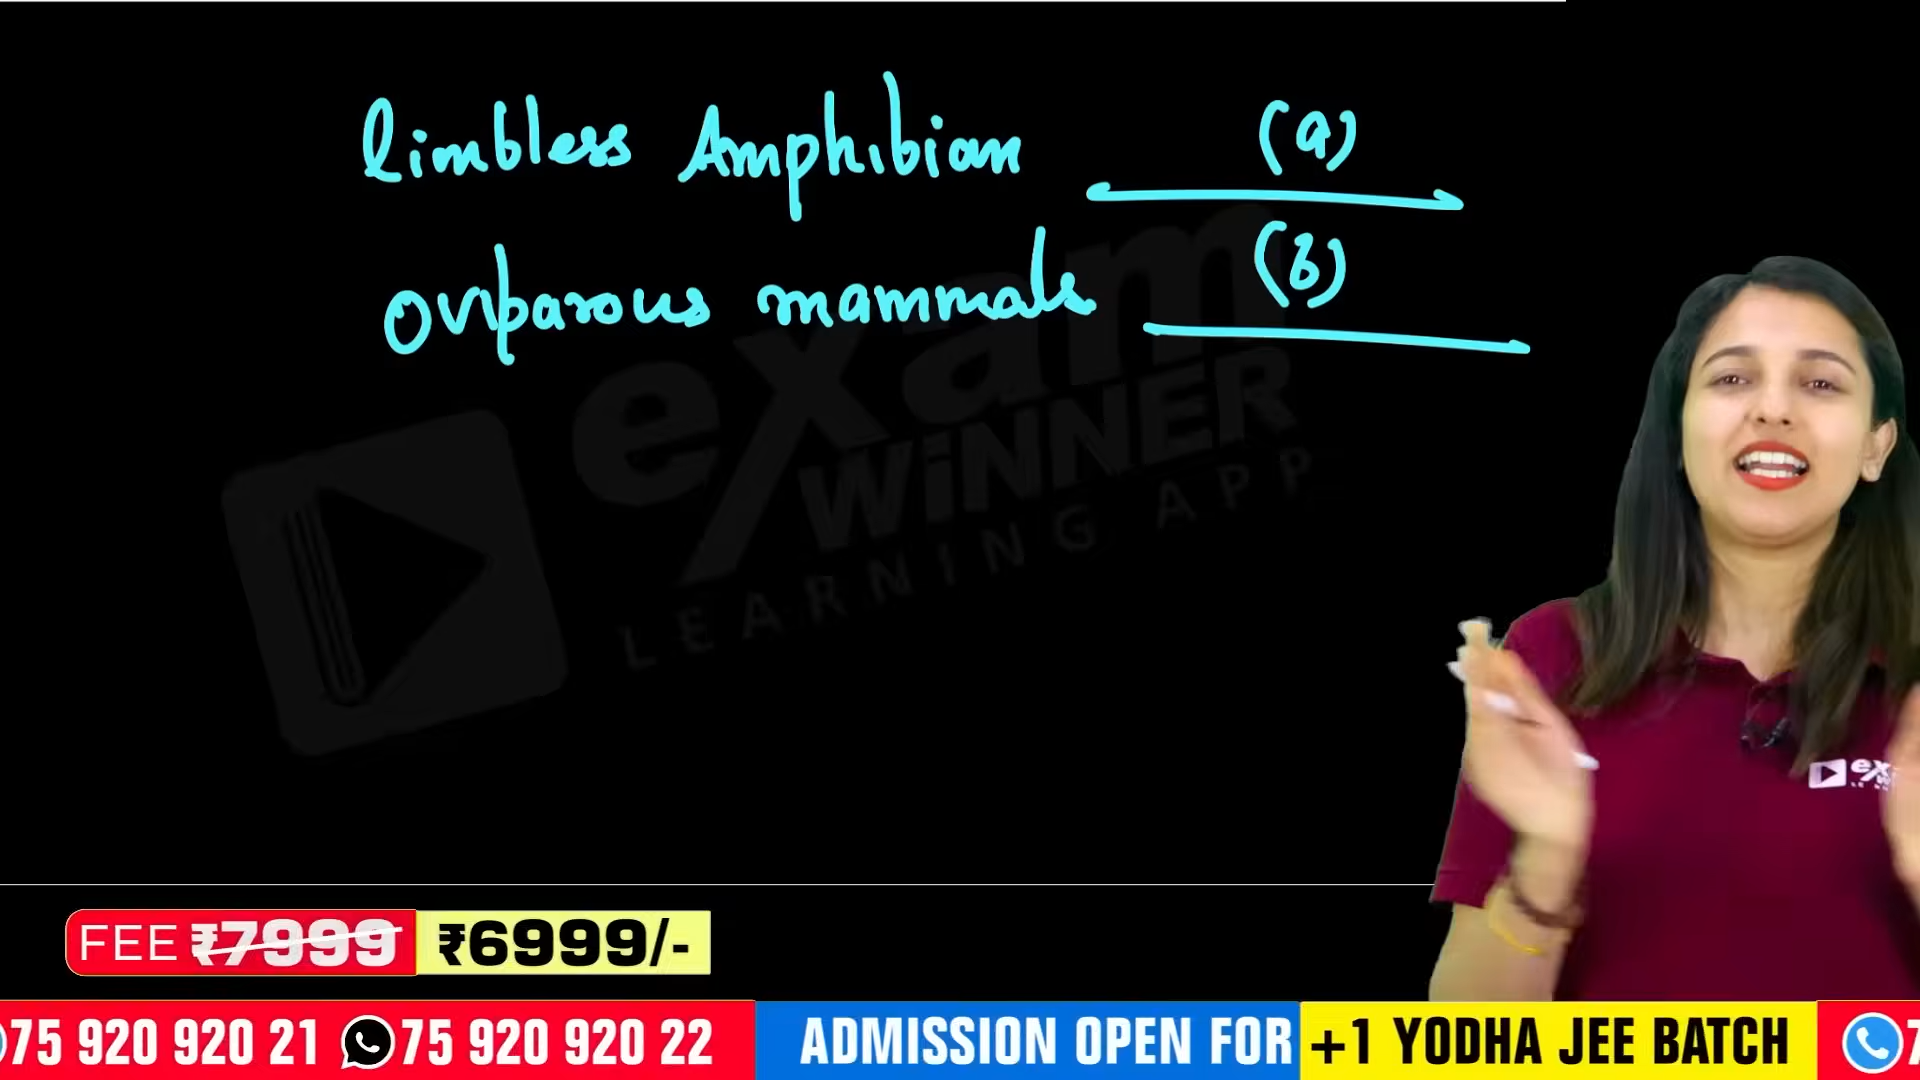 limbless Amphibian (a)
oviparous mammals (b)
exam
WiNNER
LEARNING APP
FEE ₹7999 ₹6999/-
75 920 920 21 75 920 920 22 ADMISSION OPEN FOR +1 YODHA JEE BATCH